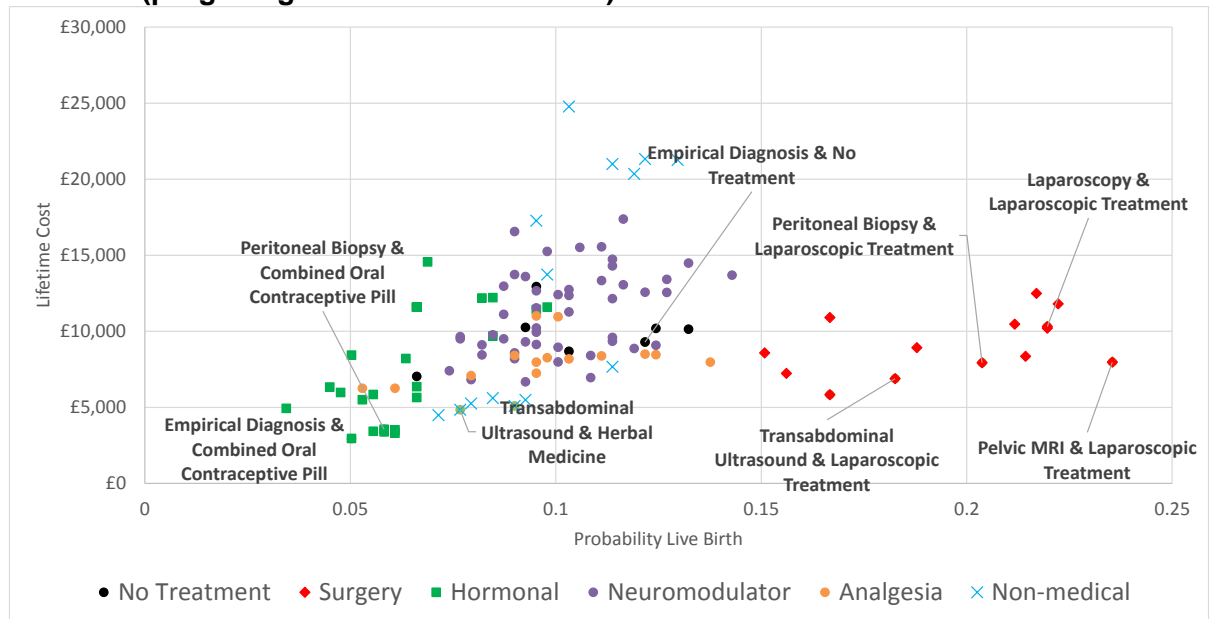 £30,000
£25,000
£20,000
£15,000
£10,000
£5,000
£0
Lifetime Cost
0
0.05
0.1
0.15
0.2
0.25
Probability Live Birth
Empirical Diagnosis & No
Treatment
Laparoscopy &
Laparoscopic Treatment
Peritoneal Biopsy &
Laparoscopic Treatment
Peritoneal Biopsy &
Combined Oral
Contraceptive Pill
Empirical Diagnosis &
Combined Oral
Contraceptive Pill
Transabdominal
Ultrasound & Herbal
Medicine
Transabdominal
Ultrasound & Laparoscopic
Treatment
Pelvic MRI & Laparoscopic
Treatment
No Treatment
Surgery
Hormonal
Neuromodulator
Analgesia
Non-medical